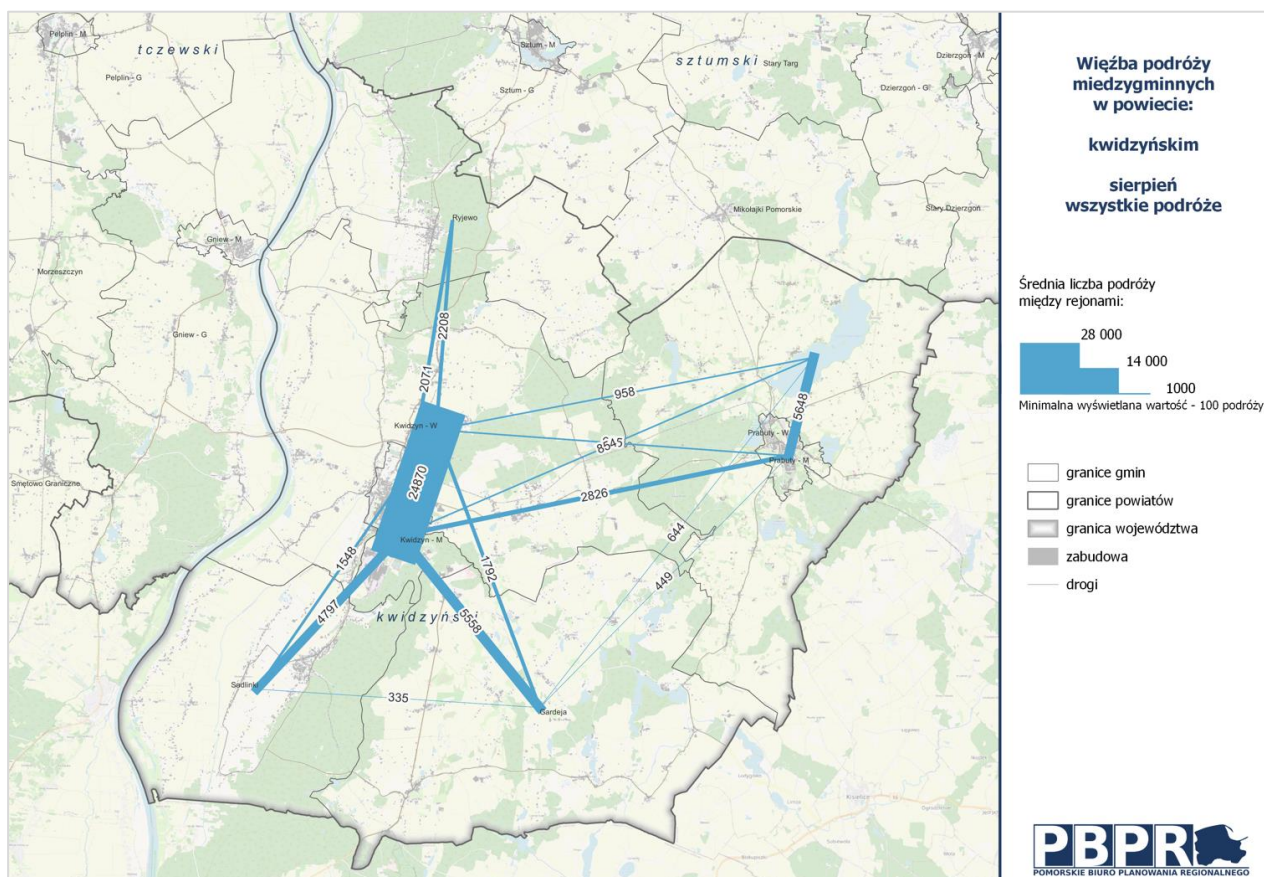 Pelplin - M
tczewski
Pelplin - G
Sztum - M
sztumski
Stary Targ
Dzierzgoń - M
Sztum - G
Dzierzgoń - G
Ryjewo
Mikołajki Pomorskie
Stary Dzierzgoń
Gniew - M
Morzeszczyn
Gniew - G
2208
2071
958
5648
Kwidzyn - W
Prabuty - W
Prabuty - M
Smętowo Graniczne
24870
2826
Kwidzyn - M
644
449
1548
1792
4797
kwidzyński
5558
Sadlinki
335
Gardeja
Więźba podróży
miedzygminnych
w powiecie:
kwidzyńskim
sierpień
wszystkie podróże
Średnia liczba podróży
między rejonami:
28 000
14 000
1000
Minimalna wyświetlana wartość - 100 podróży
granice gmin
granice powiatów
granica województwa
zabudowa
drogi
PBPR
POMORSKIE BIURO PLANOWANIA REGIONALNEGO